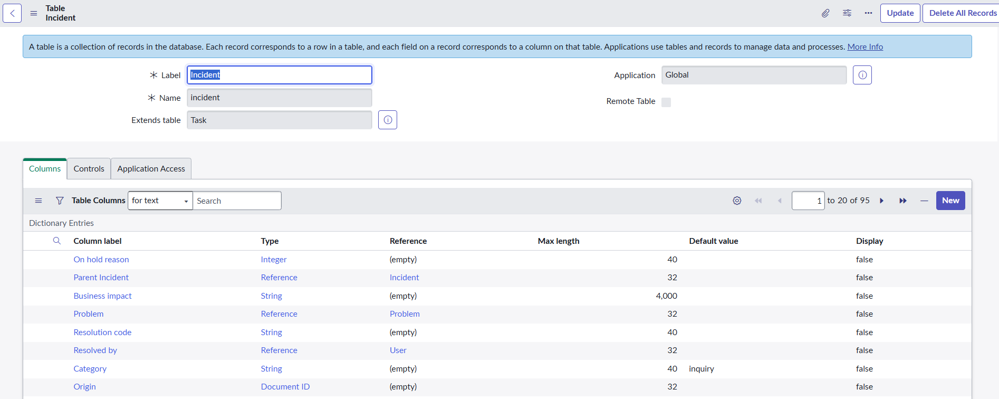 Table
Incident
Update
Delete All Records
A table is a collection of records in the database. Each record corresponds to a row in a table, and each field on a record corresponds to a column on that table. Applications use tables and records to manage data and processes. More Info
Label Incident
Application Global
Name incident
Remote Table
Extends table Task
Columns Controls Application Access
Table Columns for text Search 1 to 20 of 95 New
Dictionary Entries
Column label Type Reference Max length Default value Display
On hold reason Integer (empty) 40 false
Parent Incident Reference Incident 32 false
Business impact String (empty) 4,000 false
Problem Reference Problem 32 false
Resolution code String (empty) 40 false
Resolved by Reference User 32 false
Category String (empty) 40 inquiry false
Origin Document ID (empty) 32 false